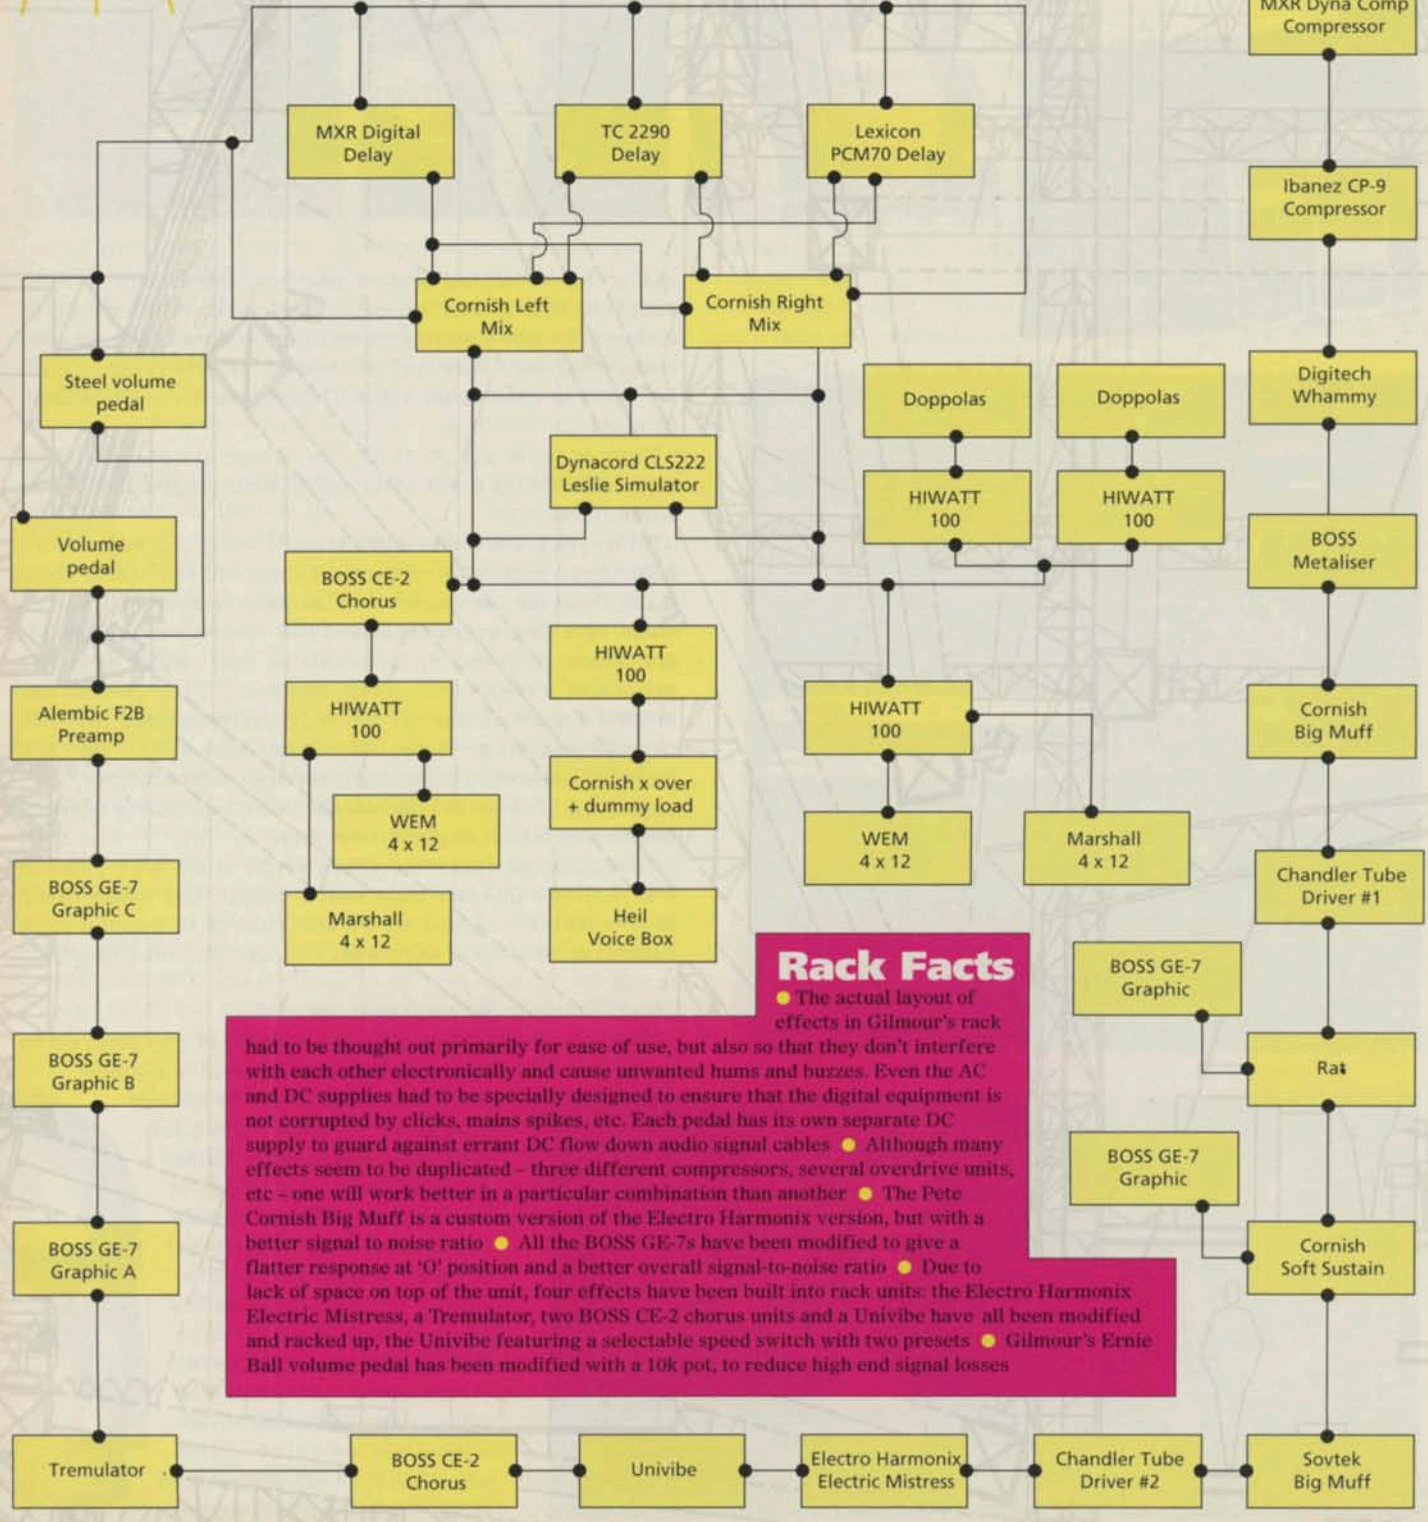 MXR Dyna Comp
Compressor
MXR Digital
Delay
TC 2290
Delay
Lexicon
PCM70 Delay
Ibanez CP-9
Compressor
Cornish Left
Mix
Cornish Right
Mix
Steel volume
pedal
Doppolas
Doppolas
Digitech
Whammy
Dynacord CLS222
Leslie Simulator
HIWATT
100
HIWATT
100
Volume
pedal
BOSS CE-2
Chorus
BOSS
Metaliser
HIWATT
100
Alembic F2B
Preamp
HIWATT
100
HIWATT
100
Cornish
Big Muff
Cornish x over
+ dummy load
WEM
4 x 12
WEM
4 x 12
Marshall
4 x 12
BOSS GE-7
Graphic C
Marshall
4 x 12
Heil
Voice Box
Chandler Tube
Driver #1
BOSS GE-7
Graphic
Rat
BOSS GE-7
Graphic B
BOSS GE-7
Graphic
BOSS GE-7
Graphic A
Cornish
Soft Sustain
Rack Facts
● The actual layout of
effects in Gilmour's rack
had to be thought out primarily for ease of use, but also so that they don't interfere
with each other electronically and cause unwanted hums and buzzes. Even the AC
and DC supplies had to be specially designed to ensure that the digital equipment is
not corrupted by clicks, mains spikes, etc. Each pedal has its own separate DC
supply to guard against errant DC flow down audio signal cables ● Although many
effects seem to be duplicated – three different compressors, several overdrive units,
etc – one will work better in a particular combination than another ● The Pete
Cornish Big Muff is a custom version of the Electro Harmonix version, but with a
better signal to noise ratio ● All the BOSS GE-7s have been modified to give a
flatter response at 'O' position and a better overall signal-to-noise ratio ● Due to
lack of space on top of the unit, four effects have been built into rack units: the Electro Harmonix
Electric Mistress, a Tremulator, two BOSS CE-2 chorus units and a Univibe have all been modified
and racked up, the Univibe featuring a selectable speed switch with two presets ● Gilmour's Ernie
Ball volume pedal has been modified with a 10k pot, to reduce high end signal losses
Tremulator
BOSS CE-2
Chorus
Univibe
Electro Harmonix
Electric Mistress
Chandler Tube
Driver #2
Sovtek
Big Muff